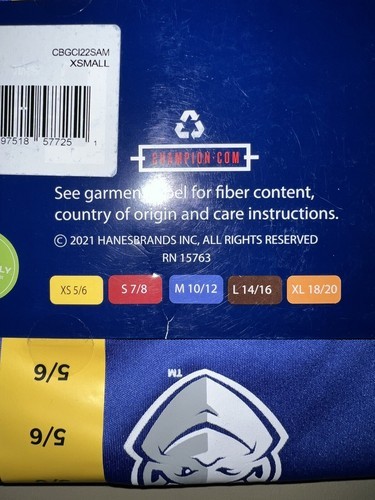 CBGCI22SAM
XSMALL
97518 57725 1
CHAMPION.COM
See garment label for fiber content,
country of origin and care instructions.
© 2021 HANESBRANDS INC, ALL RIGHTS RESERVED
RN 15763
LY
XS 5/6 S 7/8 M 10/12 L 14/16 XL 18/20
5/6
TM
5/6